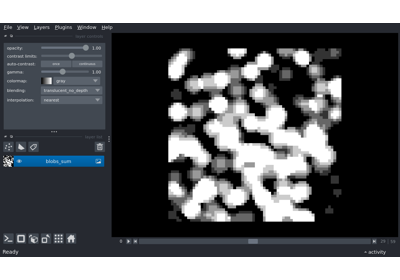 File View Layers Plugins Window Help
opacity: 1.00
contrast limits:
auto-contrast: once continuous
gamma: 1.00
colormap: gray
blending: translucent_no_depth
interpolation: nearest
blobs_sum
Ready activity